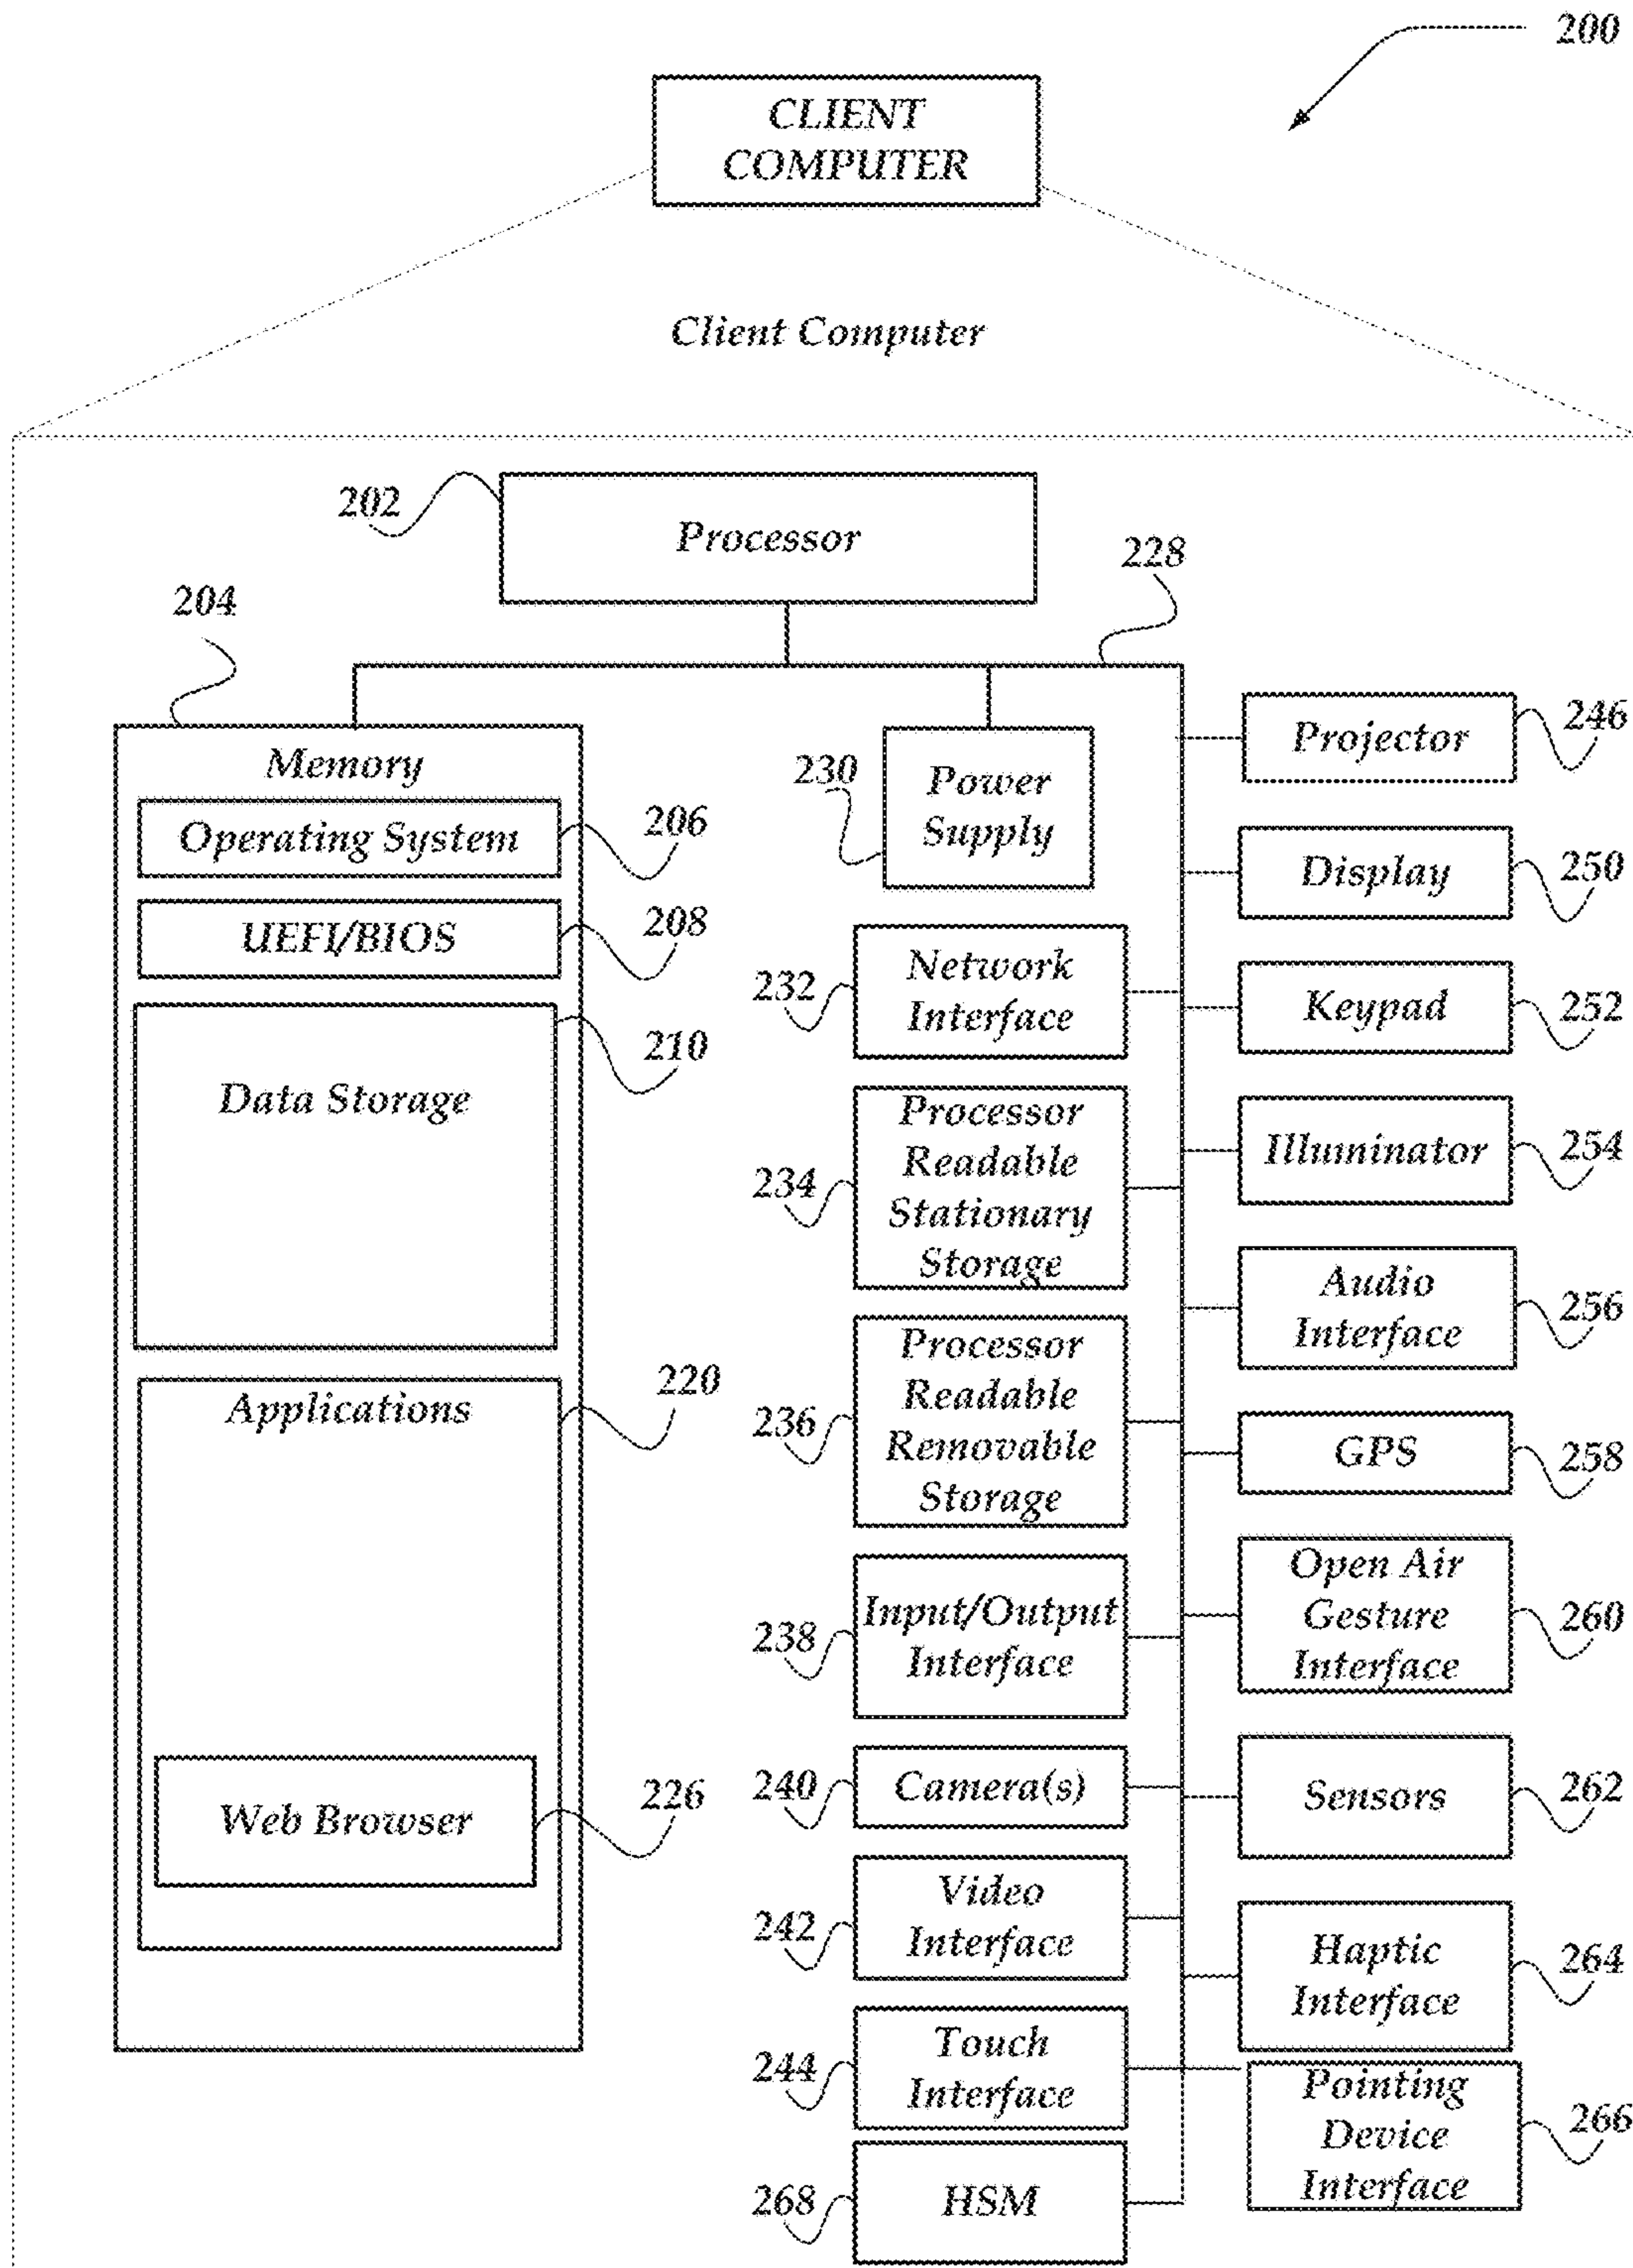 200
CLIENT
COMPUTER
Client Computer
202
Processor
228
204
Memory
Operating System
206
UEFI/BIOS
208
Data Storage
210
Applications
220
Web Browser
226
230
Power
Supply
232
Network
Interface
234
Processor
Readable
Stationary
Storage
236
Processor
Readable
Removable
Storage
238
Input/Output
Interface
240
Camera(s)
242
Video
Interface
244
Touch
Interface
268
HSM
Projector
246
Display
250
Keypad
252
Illuminator
254
Audio
Interface
256
GPS
258
Open Air
Gesture
Interface
260
Sensors
262
Haptic
Interface
264
Pointing
Device
Interface
266